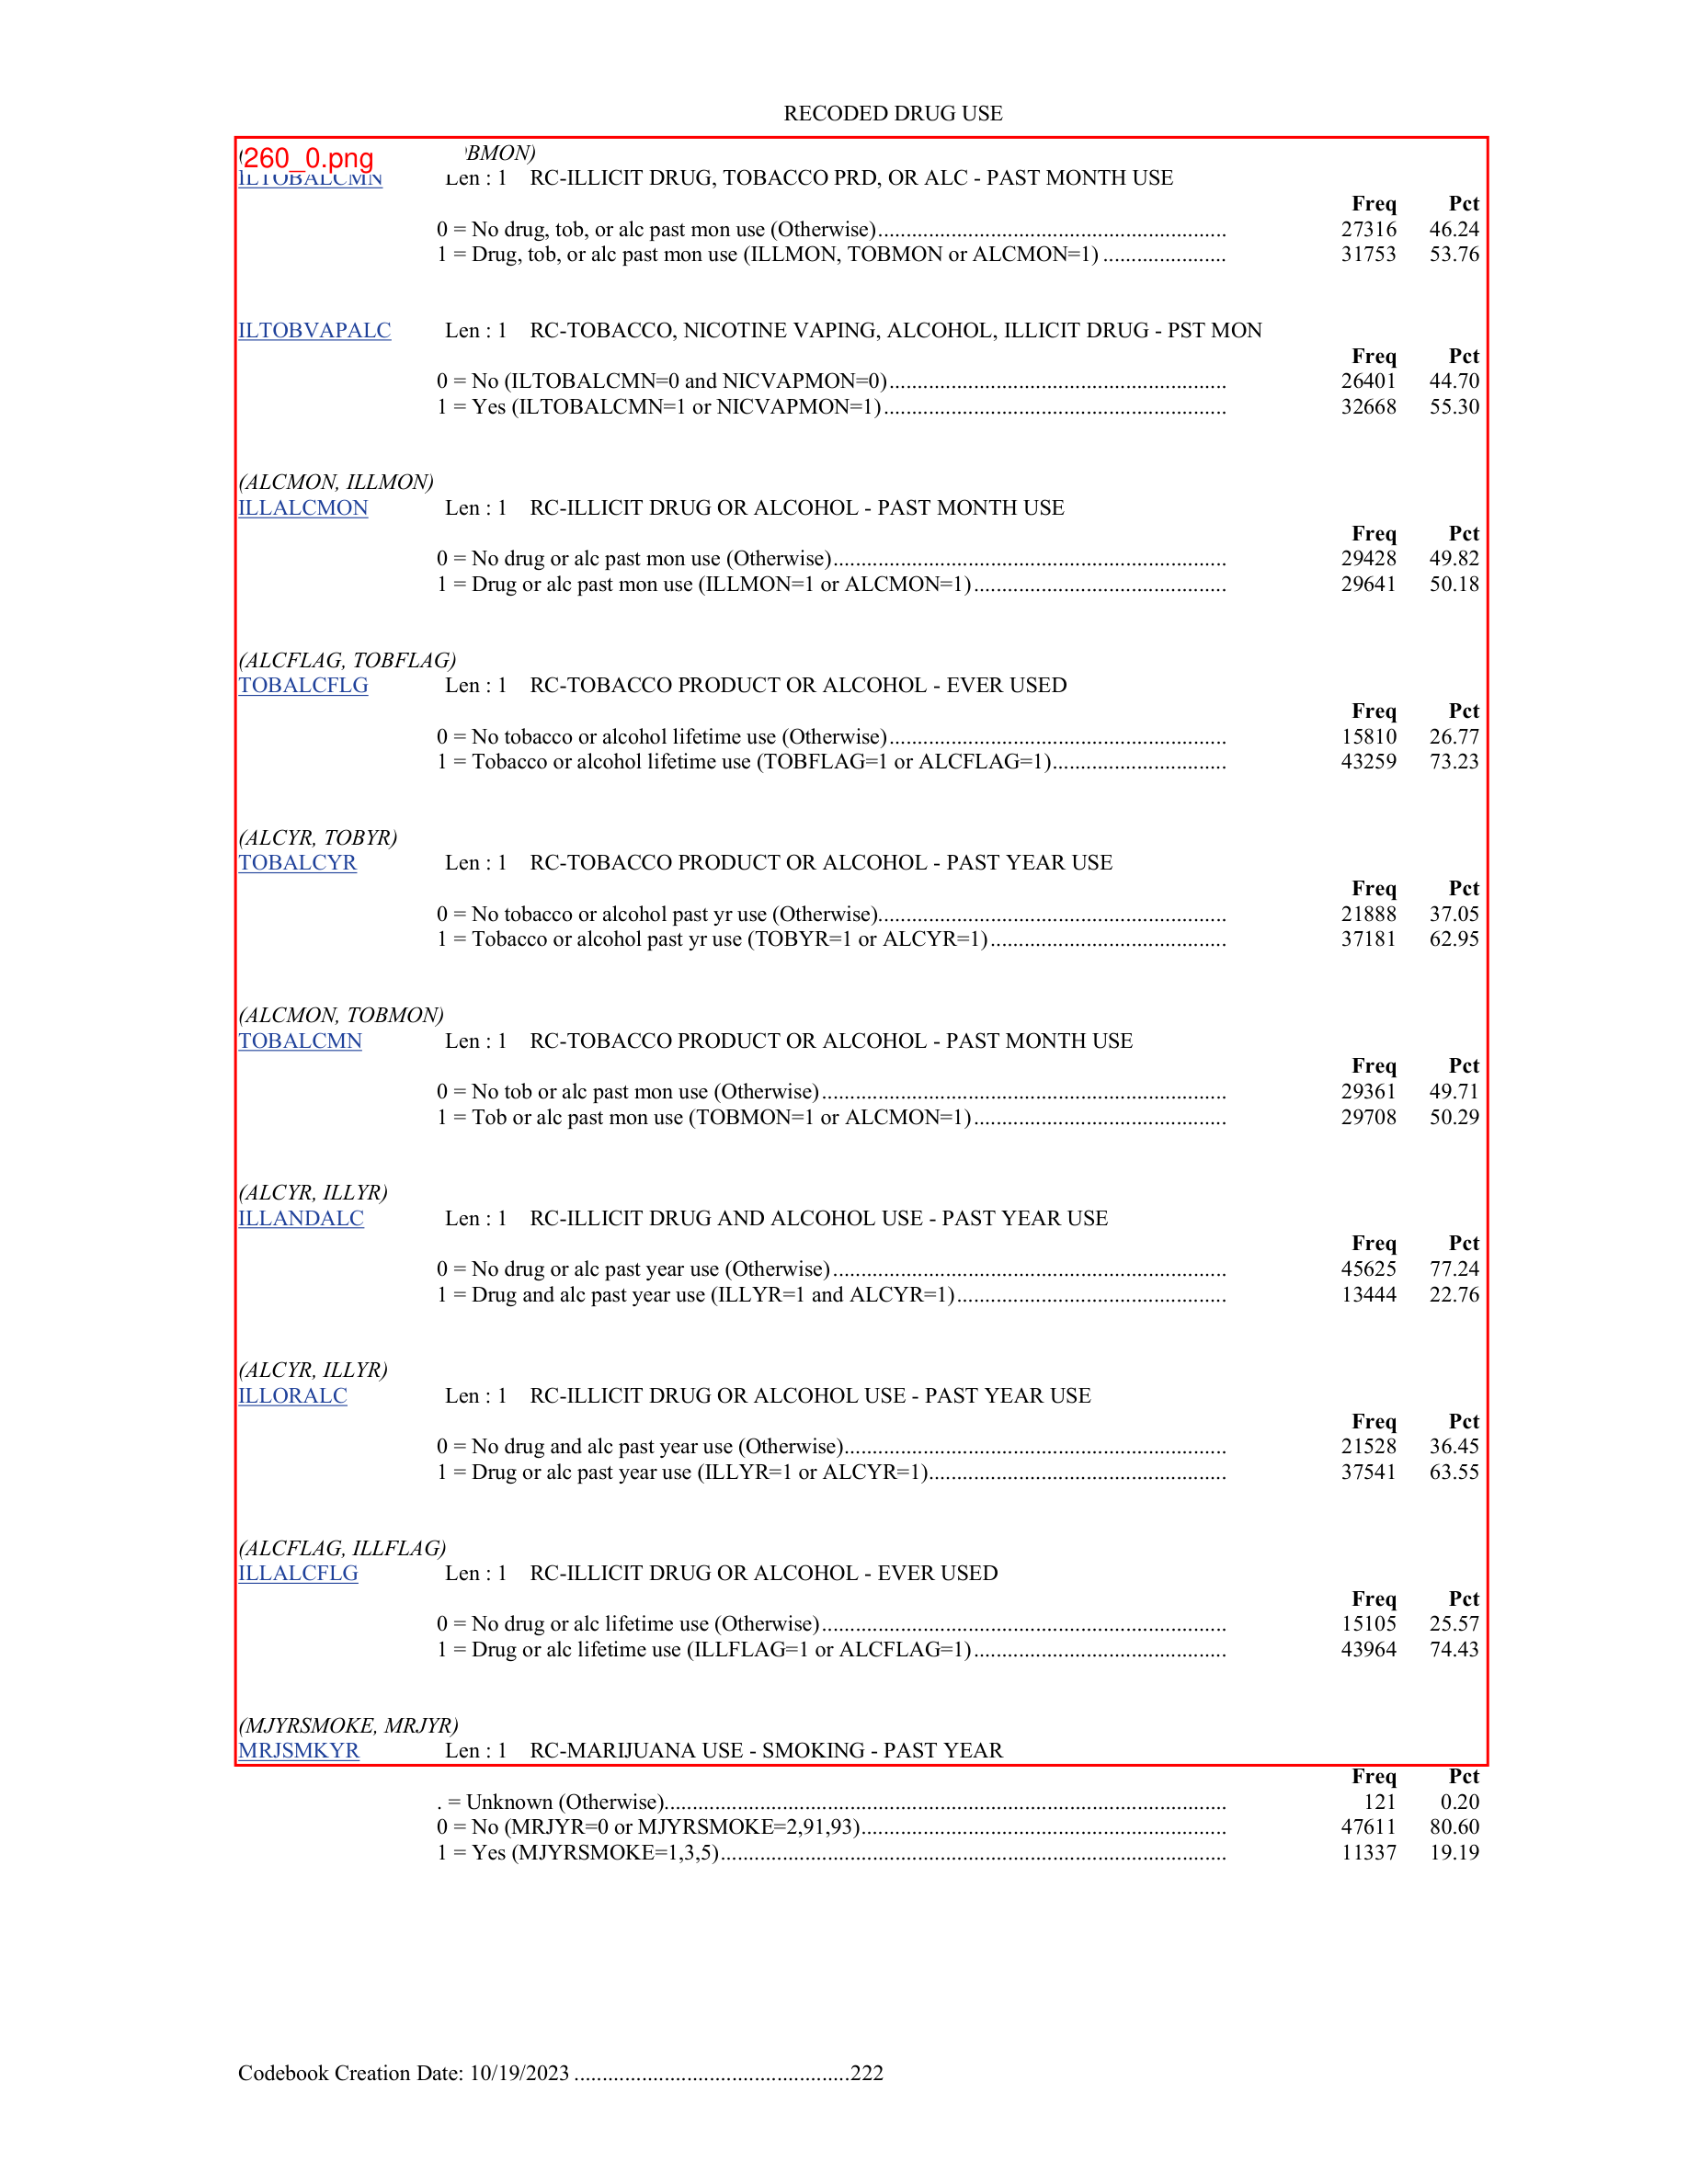 RECODED DRUG USE
260_0.png BMON)
ILTOBALCMN Len : 1 RC-ILLICIT DRUG, TOBACCO PRD, OR ALC - PAST MONTH USE
Freq Pct
0 = No drug, tob, or alc past mon use (Otherwise)............................................................... 27316 46.24
1 = Drug, tob, or alc past mon use (ILLMON, TOBMON or ALCMON=1)...................... 31753 53.76
ILTOBVAPALC Len : 1 RC-TOBACCO, NICOTINE VAPING, ALCOHOL, ILLICIT DRUG - PST MON
Freq Pct
0 = No (ILTOBALCMN=0 and NICVAPMON=0)............................................................. 26401 44.70
1 = Yes (ILTOBALCMN=1 or NICVAPMON=1).............................................................. 32668 55.30
(ALCMON, ILLMON)
ILLALCMON Len : 1 RC-ILLICIT DRUG OR ALCOHOL - PAST MONTH USE
Freq Pct
0 = No drug or alc past mon use (Otherwise)....................................................................... 29428 49.82
1 = Drug or alc past mon use (ILLMON=1 or ALCMON=1)............................................. 29641 50.18
(ALCFLAG, TOBFLAG)
TOBALCFLG Len : 1 RC-TOBACCO PRODUCT OR ALCOHOL - EVER USED
Freq Pct
0 = No tobacco or alcohol lifetime use (Otherwise)............................................................. 15810 26.77
1 = Tobacco or alcohol lifetime use (TOBFLAG=1 or ALCFLAG=1)............................... 43259 73.23
(ALCYR, TOBYR)
TOBALCYR Len : 1 RC-TOBACCO PRODUCT OR ALCOHOL - PAST YEAR USE
Freq Pct
0 = No tobacco or alcohol past yr use (Otherwise).............................................................. 21888 37.05
1 = Tobacco or alcohol past yr use (TOBYR=1 or ALCYR=1).......................................... 37181 62.95
(ALCMON, TOBMON)
TOBALCMN Len : 1 RC-TOBACCO PRODUCT OR ALCOHOL - PAST MONTH USE
Freq Pct
0 = No tob or alc past mon use (Otherwise)......................................................................... 29361 49.71
1 = Tob or alc past mon use (TOBMON=1 or ALCMON=1)............................................. 29708 50.29
(ALCYR, ILLYR)
ILLANDALC Len : 1 RC-ILLICIT DRUG AND ALCOHOL USE - PAST YEAR USE
Freq Pct
0 = No drug or alc past year use (Otherwise)....................................................................... 45625 77.24
1 = Drug and alc past year use (ILLYR=1 and ALCYR=1)................................................ 13444 22.76
(ALCYR, ILLYR)
ILLORALC Len : 1 RC-ILLICIT DRUG OR ALCOHOL USE - PAST YEAR USE
Freq Pct
0 = No drug and alc past year use (Otherwise).................................................................... 21528 36.45
1 = Drug or alc past year use (ILLYR=1 or ALCYR=1)..................................................... 37541 63.55
(ALCFLAG, ILLFLAG)
ILLALCFLG Len : 1 RC-ILLICIT DRUG OR ALCOHOL - EVER USED
Freq Pct
0 = No drug or alc lifetime use (Otherwise)......................................................................... 15105 25.57
1 = Drug or alc lifetime use (ILLFLAG=1 or ALCFLAG=1)............................................. 43964 74.43
(MJYRSMOKE, MRJYR)
MRJSMKYR Len : 1 RC-MARIJUANA USE - SMOKING - PAST YEAR
Freq Pct
. = Unknown (Otherwise).................................................................................................... 121 0.20
0 = No (MRJYR=0 or MJYRSMOKE=2,91,93)................................................................. 47611 80.60
1 = Yes (MJYRSMOKE=1,3,5).......................................................................................... 11337 19.19
Codebook Creation Date: 10/19/2023 .................................................222